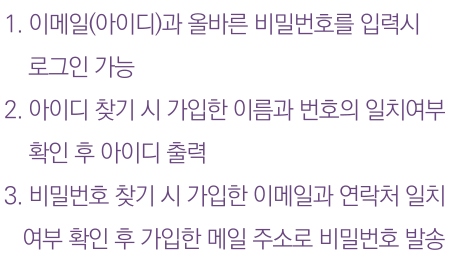 1. 이메일(아이디)과 올바른 비밀번호를 입력시
로그인 가능
2. 아이디 찾기 시 가입한 이름과 번호의 일치여부
확인 후 아이디 출력
3. 비밀번호 찾기 시 가입한 이메일과 연락처 일치
여부 확인 후 가입한 메일 주소로 비밀번호 발송